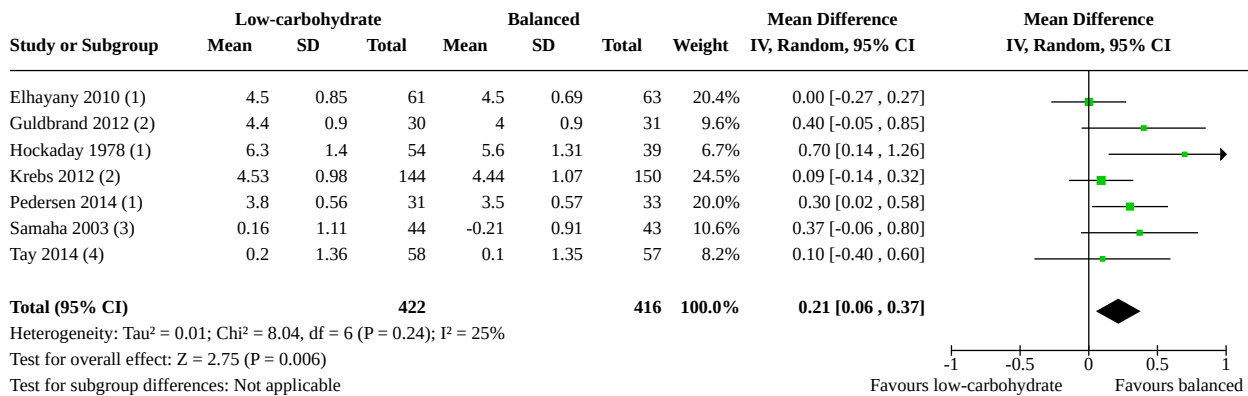 Low-carbohydrate Balanced Mean Difference Mean Difference
Study or Subgroup Mean SD Total Mean SD Total Weight IV, Random, 95% CI IV, Random, 95% CI
Elhayany 2010 (1) 4.5 0.85 61 4.5 0.69 63 20.4% 0.00 [-0.27 , 0.27]
Guldbrand 2012 (2) 4.4 0.9 30 4 0.9 31 9.6% 0.40 [-0.05 , 0.85]
Hockaday 1978 (1) 6.3 1.4 54 5.6 1.31 39 6.7% 0.70 [0.14 , 1.26]
Krebs 2012 (2) 4.53 0.98 144 4.44 1.07 150 24.5% 0.09 [-0.14 , 0.32]
Pedersen 2014 (1) 3.8 0.56 31 3.5 0.57 33 20.0% 0.30 [0.02 , 0.58]
Samaha 2003 (3) 0.16 1.11 44 -0.21 0.91 43 10.6% 0.37 [-0.06 , 0.80]
Tay 2014 (4) 0.2 1.36 58 0.1 1.35 57 8.2% 0.10 [-0.40 , 0.60]
Total (95% CI) 422 416 100.0% 0.21 [0.06 , 0.37]
Heterogeneity: Tau² = 0.01; Chi² = 8.04, df = 6 (P = 0.24); I² = 25%
Test for overall effect: Z = 2.75 (P = 0.006)
-1 -0.5 0 0.5 1
Test for subgroup differences: Not applicable Favours low-carbohydrate Favours balanced